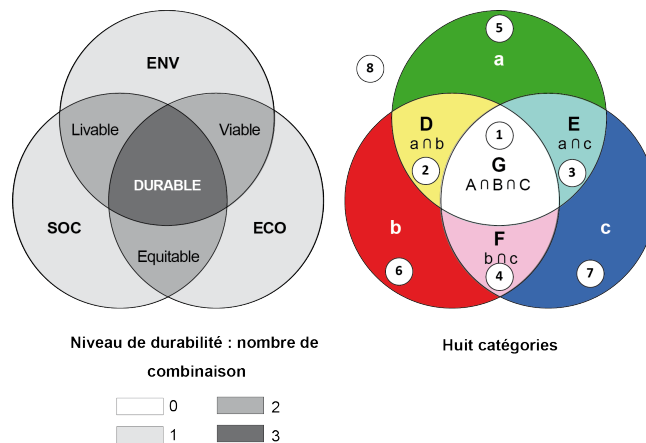 ENV
Livable
Viable
DURABLE
SOC
ECO
Equitable
Niveau de durabilité : nombre de
combinaison
0
2
1
3
5
8
a
D
a ∩ b
1
E
a ∩ c
2
G
3
A ∩ B ∩ C
b
F
c
b ∩ c
6
4
7
Huit catégories